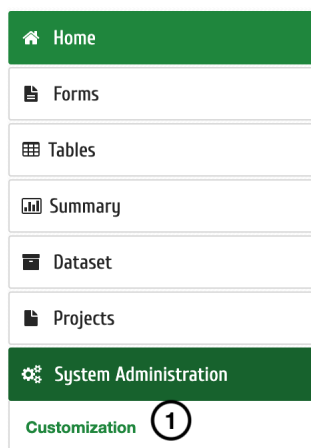 Home
Forms
Tables
Summary
Dataset
Projects
System Administration
Customization 1